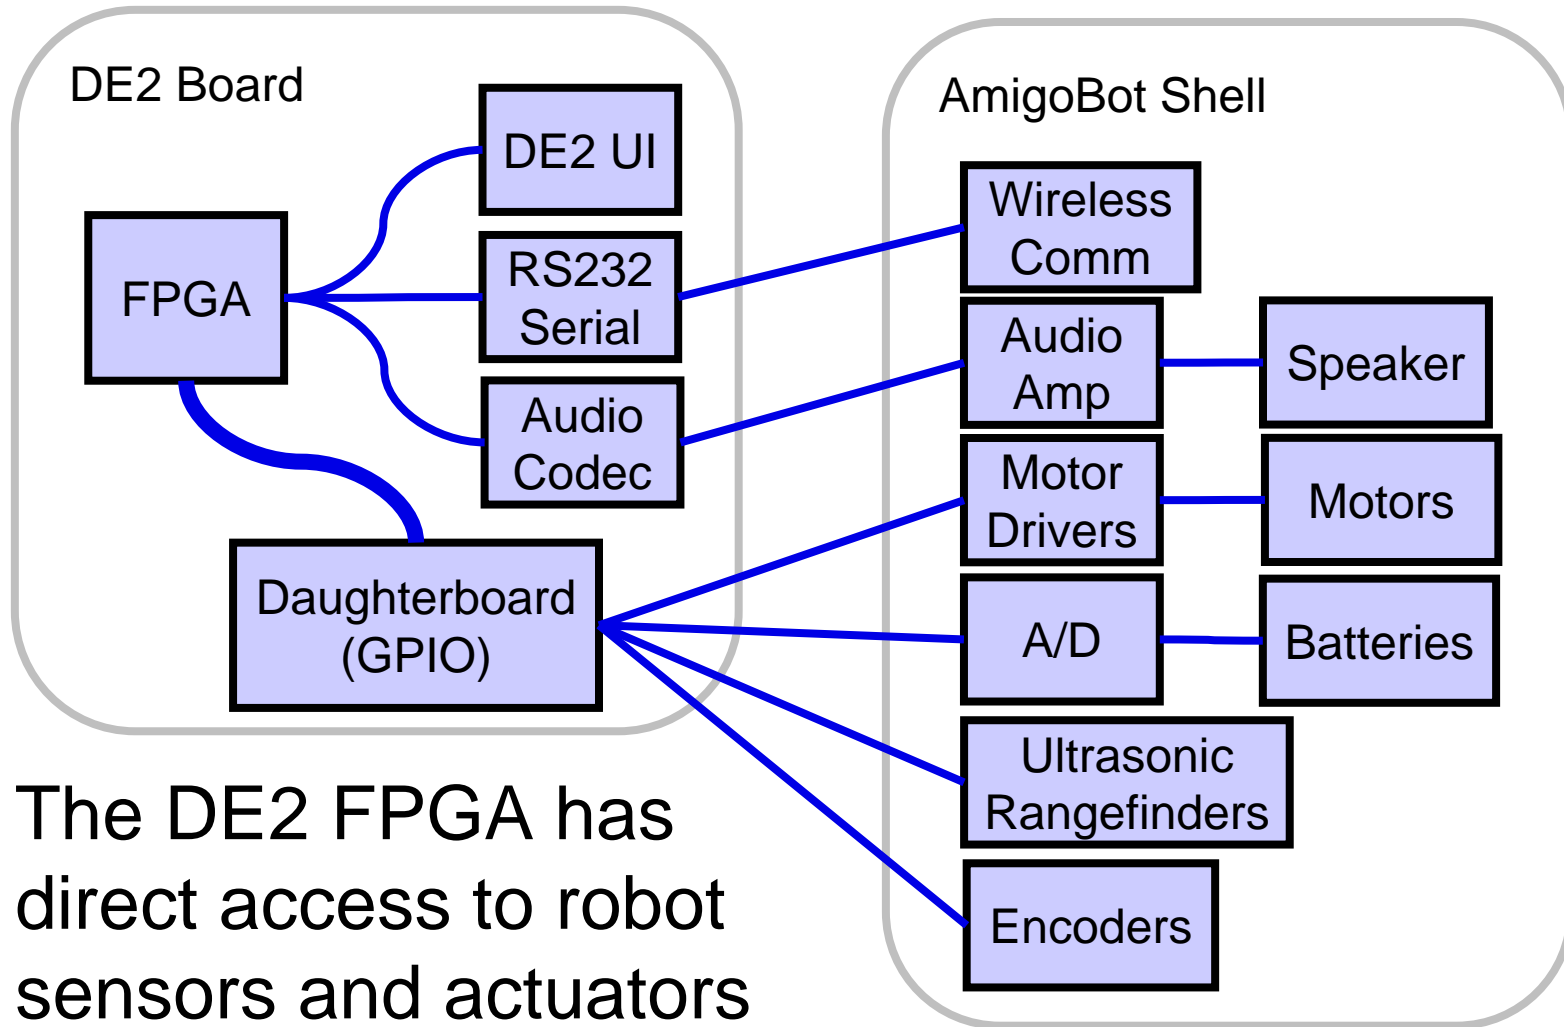 DE2 Board
DE2 UI
FPGA
RS232
Serial
Audio
Codec
Daughterboard
(GPIO)
AmigoBot Shell
Wireless
Comm
Audio
Amp
Speaker
Motor
Drivers
Motors
A/D
Batteries
Ultrasonic
Rangefinders
Encoders
The DE2 FPGA has
direct access to robot
sensors and actuators